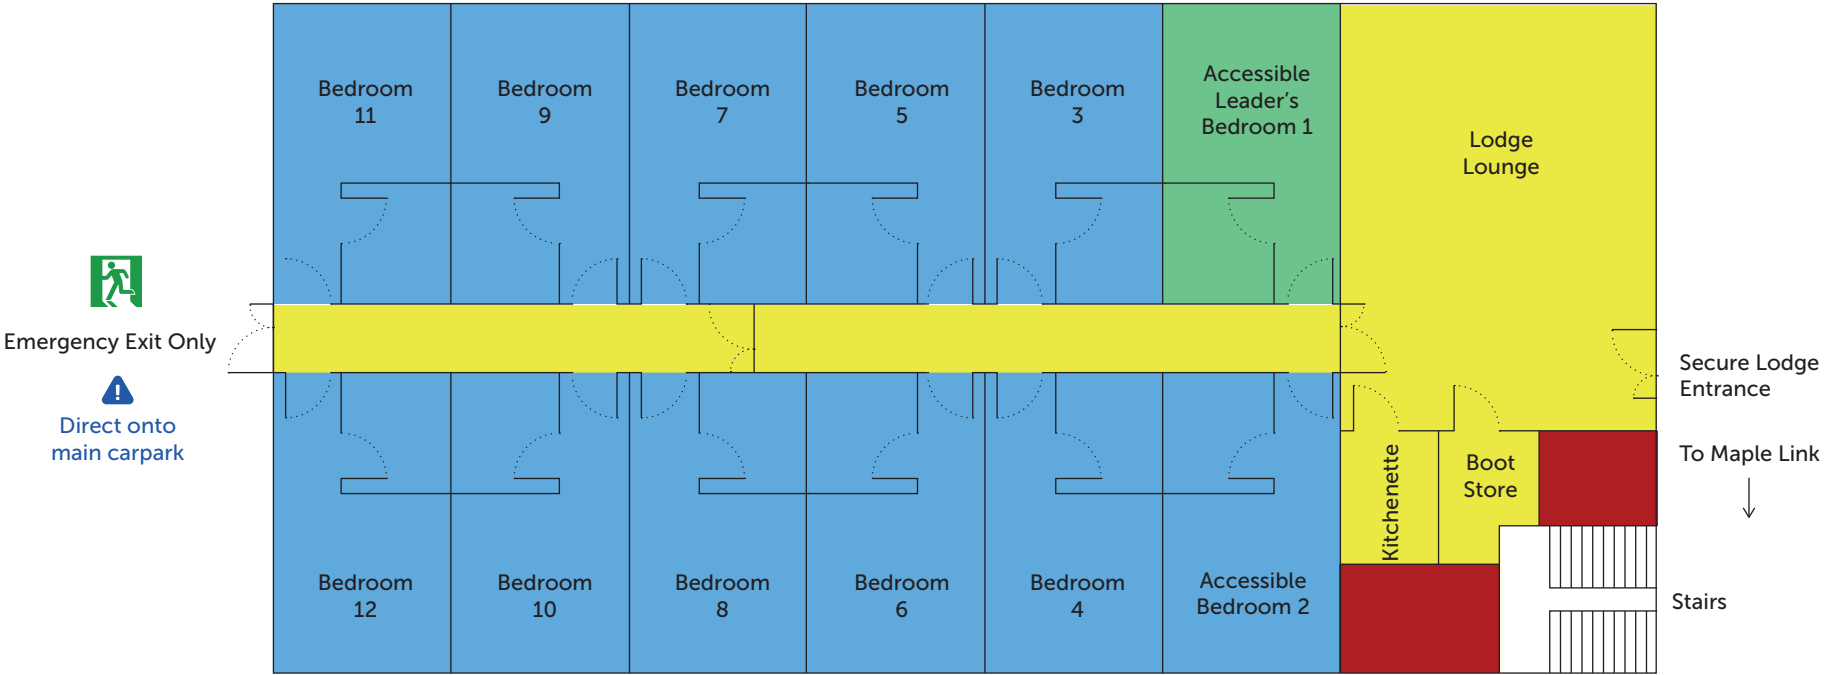 Bedroom
11
Bedroom
9
Bedroom
7
Bedroom
5
Bedroom
3
Accessible
Leader’s
Bedroom 1
Lodge
Lounge
Emergency Exit Only
Direct onto
main carpark
Secure Lodge
Entrance
To Maple Link
Kitchenette
Boot
Store
Bedroom
12
Bedroom
10
Bedroom
8
Bedroom
6
Bedroom
4
Accessible
Bedroom 2
Stairs